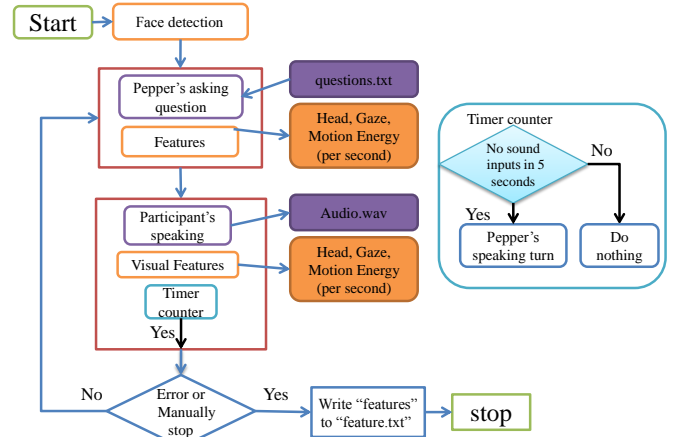 Start
Face detection
Pepper's asking
question
questions.txt
Features
Head, Gaze,
Motion Energy
(per second)
Participant's
speaking
Audio.wav
Visual Features
Head, Gaze,
Motion Energy
(per second)
Timer
counter
Yes
No
Error or
Manually
stop
Yes
Write “features”
to “feature.txt”
stop
Timer counter
No sound
inputs in 5
seconds
No
Yes
Pepper's
speaking turn
Do
nothing